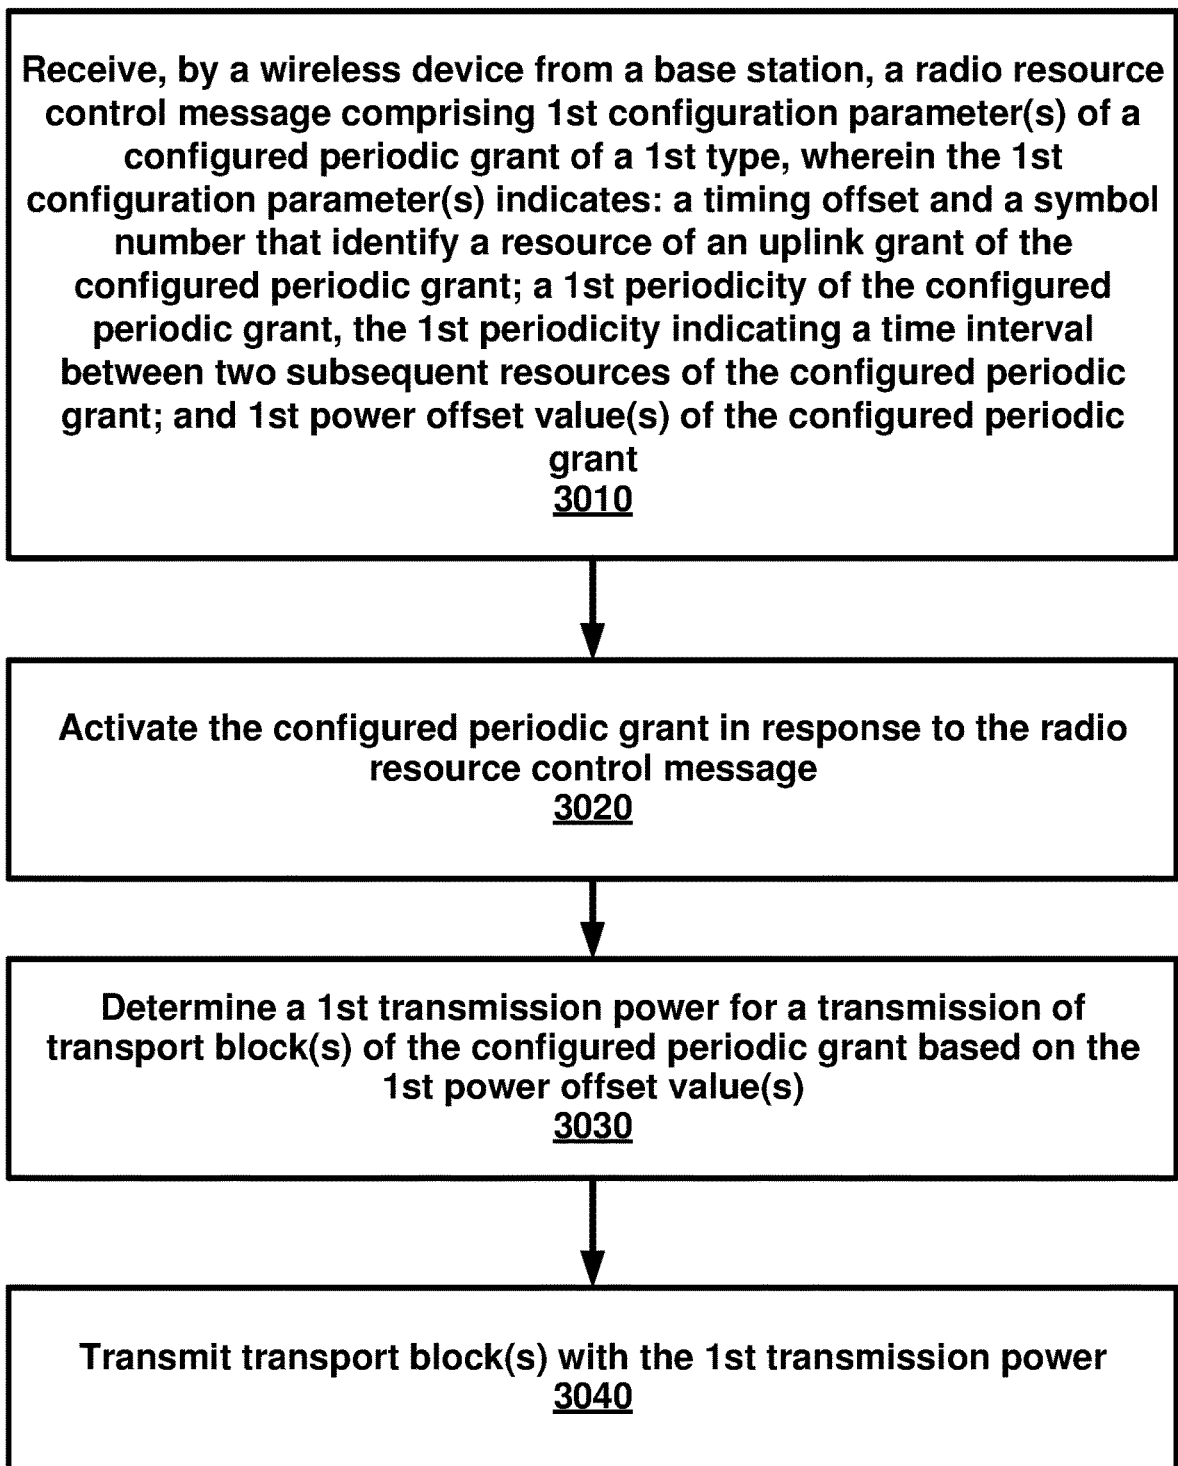 Receive, by a wireless device from a base station, a radio resource
control message comprising 1st configuration parameter(s) of a
configured periodic grant of a 1st type, wherein the 1st
configuration parameter(s) indicates: a timing offset and a symbol
number that identify a resource of an uplink grant of the
configured periodic grant; a 1st periodicity of the configured
periodic grant, the 1st periodicity indicating a time interval
between two subsequent resources of the configured periodic
grant; and 1st power offset value(s) of the configured periodic
grant
3010
Activate the configured periodic grant in response to the radio
resource control message
3020
Determine a 1st transmission power for a transmission of
transport block(s) of the configured periodic grant based on the
1st power offset value(s)
3030
Transmit transport block(s) with the 1st transmission power
3040